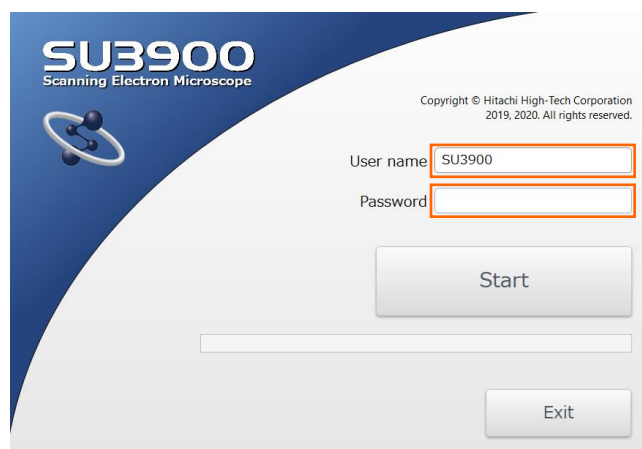 SU3900
Scanning Electron Microscope
Copyright © Hitachi High-Tech Corporation
2019, 2020. All rights reserved.
User name SU3900
Password
Start
Exit